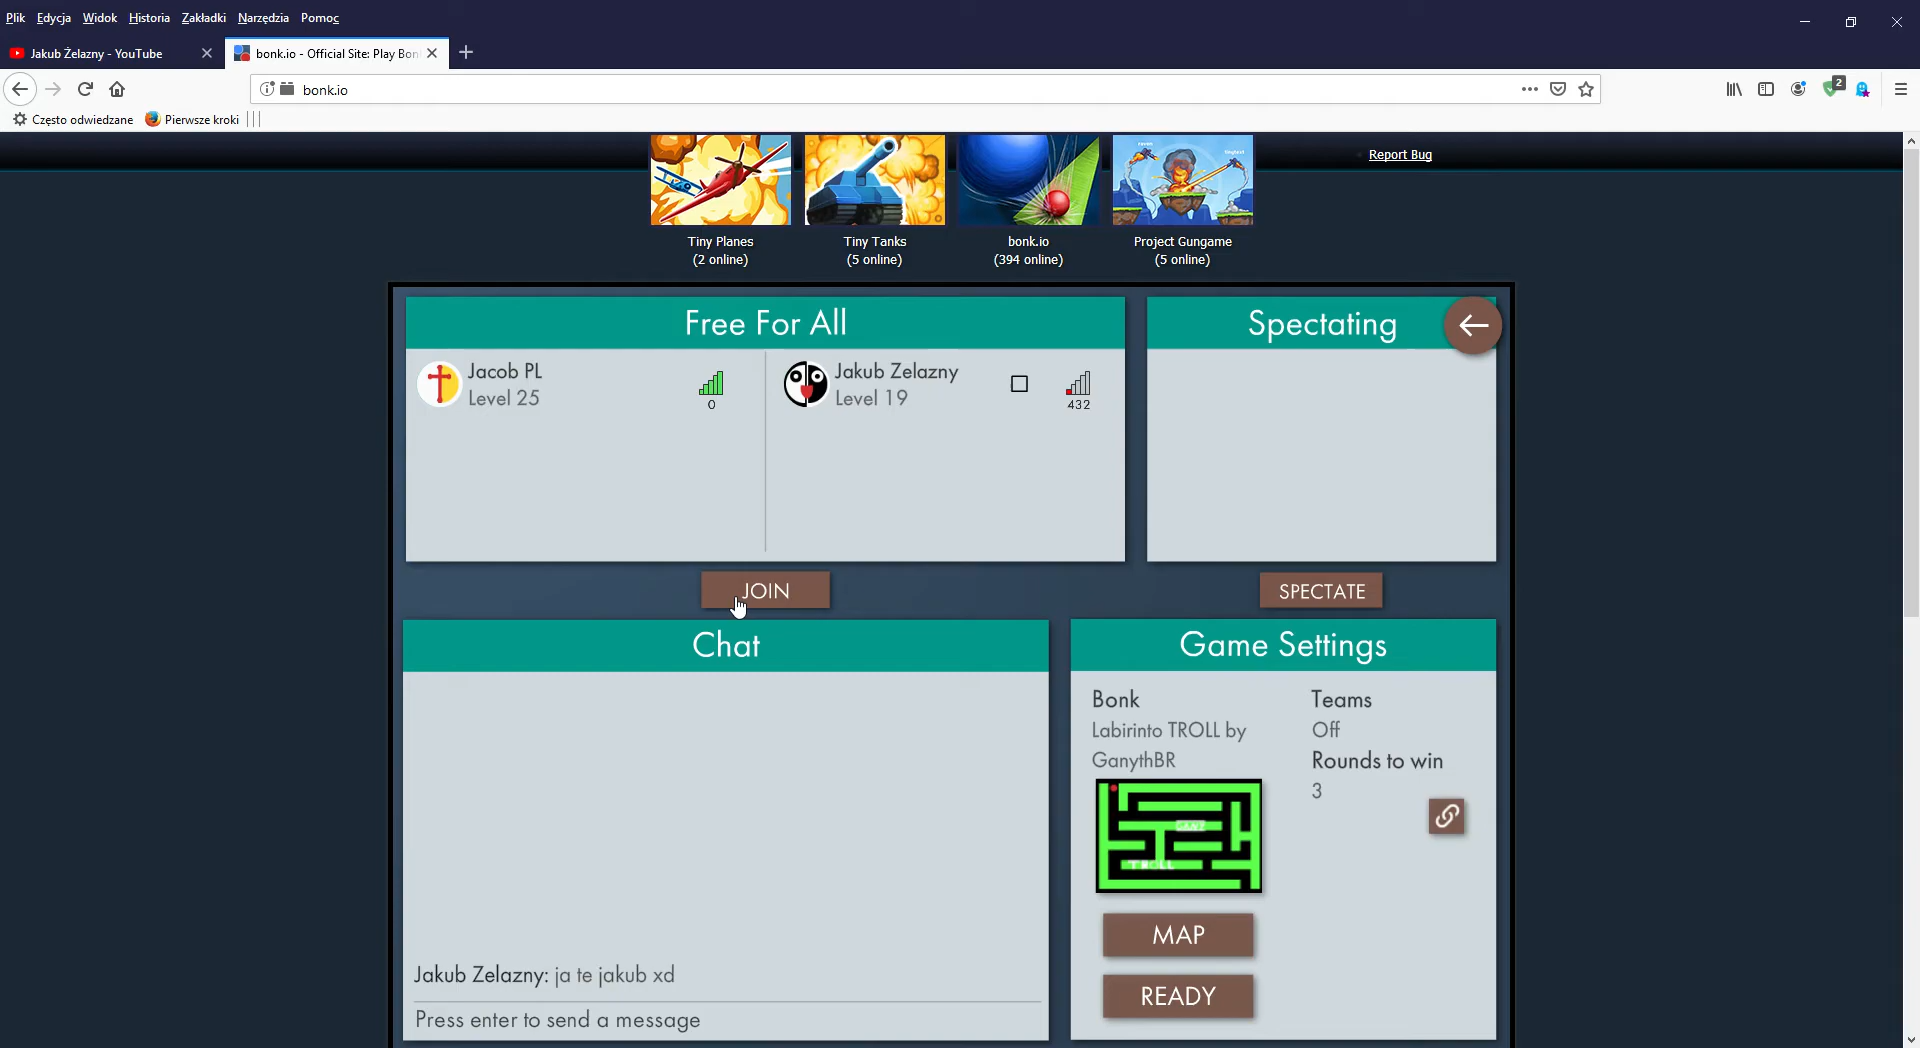 Plik Edycja Widok Historia Zakładki Narzędzia Pomoc
Jakub Żelazny - YouTube
bonk.io - Official Site: Play Bon
bonk.io
2
Często odwiedzane
Pierwsze kroki
Report Bug
Tiny Planes
(2 online)
Tiny Tanks
(5 online)
bonk.io
(394 online)
Project Gungame
(5 online)
Free For All
Jacob PL
Level 25
0
Jakub Zelazny
Level 19
432
Spectating
JOIN
SPECTATE
Chat
Jakub Zelazny: ja te jakub xd
Press enter to send a message
Game Settings
Bonk
Labirinto TROLL by
GanythBR
Teams
Off
Rounds to win
3
TROLL
MAP
READY